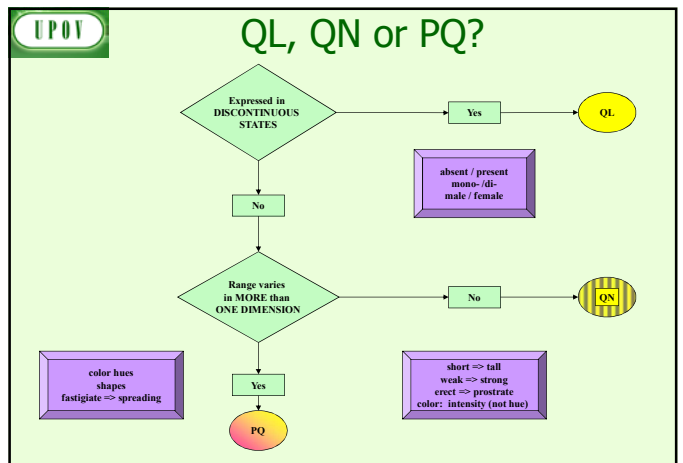 UPOV
QL, QN or PQ?
Expressed in
DISCONTINUOUS
STATES
Yes
QL
absent / present
mono- /di-
male / female
No
Range varies
in MORE than
ONE DIMENSION
No
QN
color hues
shapes
fastigiate => spreading
Yes
short => tall
weak => strong
erect => prostrate
color: intensity (not hue)
PQ